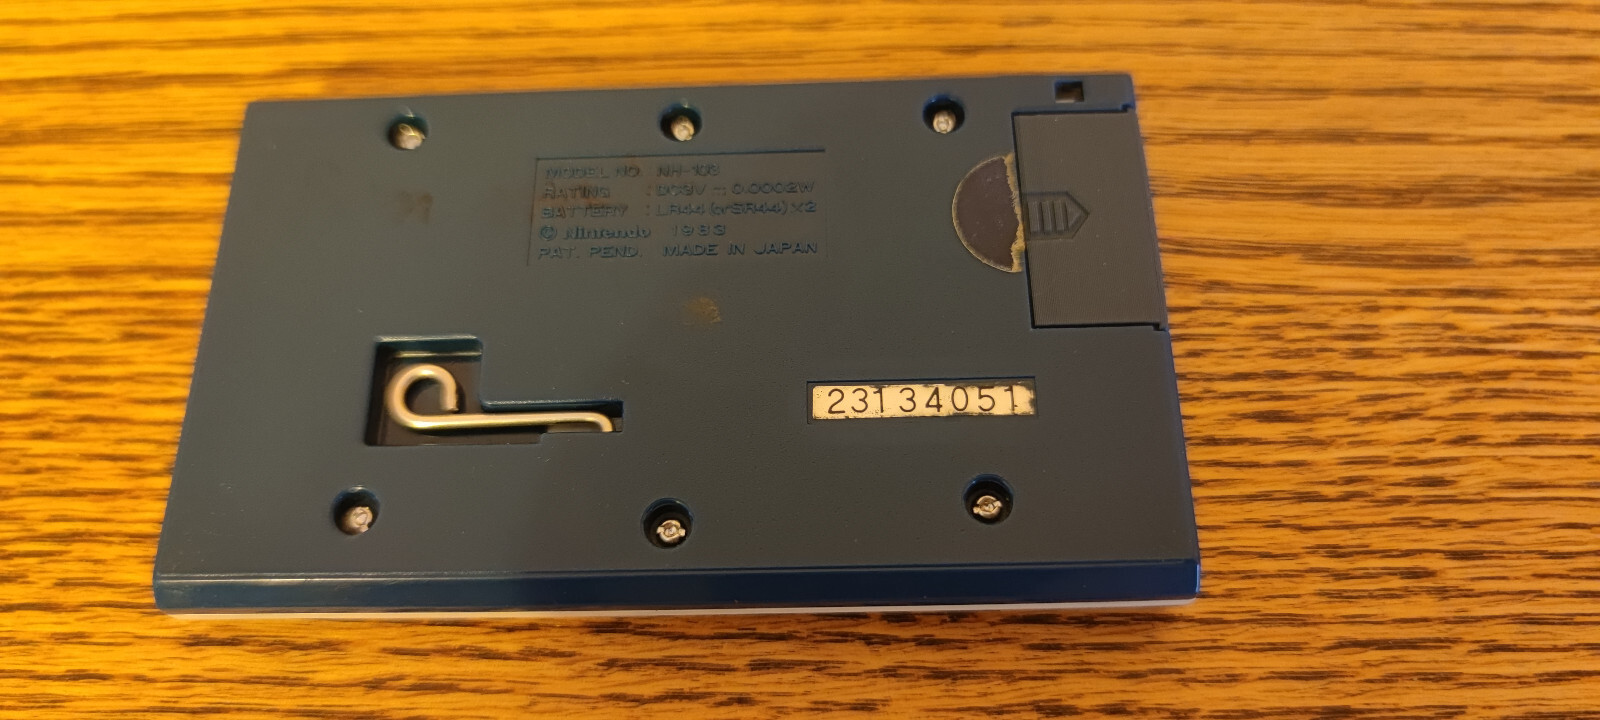 MODEL NO. NH-103
RATING : DC3V ⎓ 0.0002W
BATTERY : LR44 (or SR44) X2
© Nintendo 1983
PAT. PEND. MADE IN JAPAN
23134051